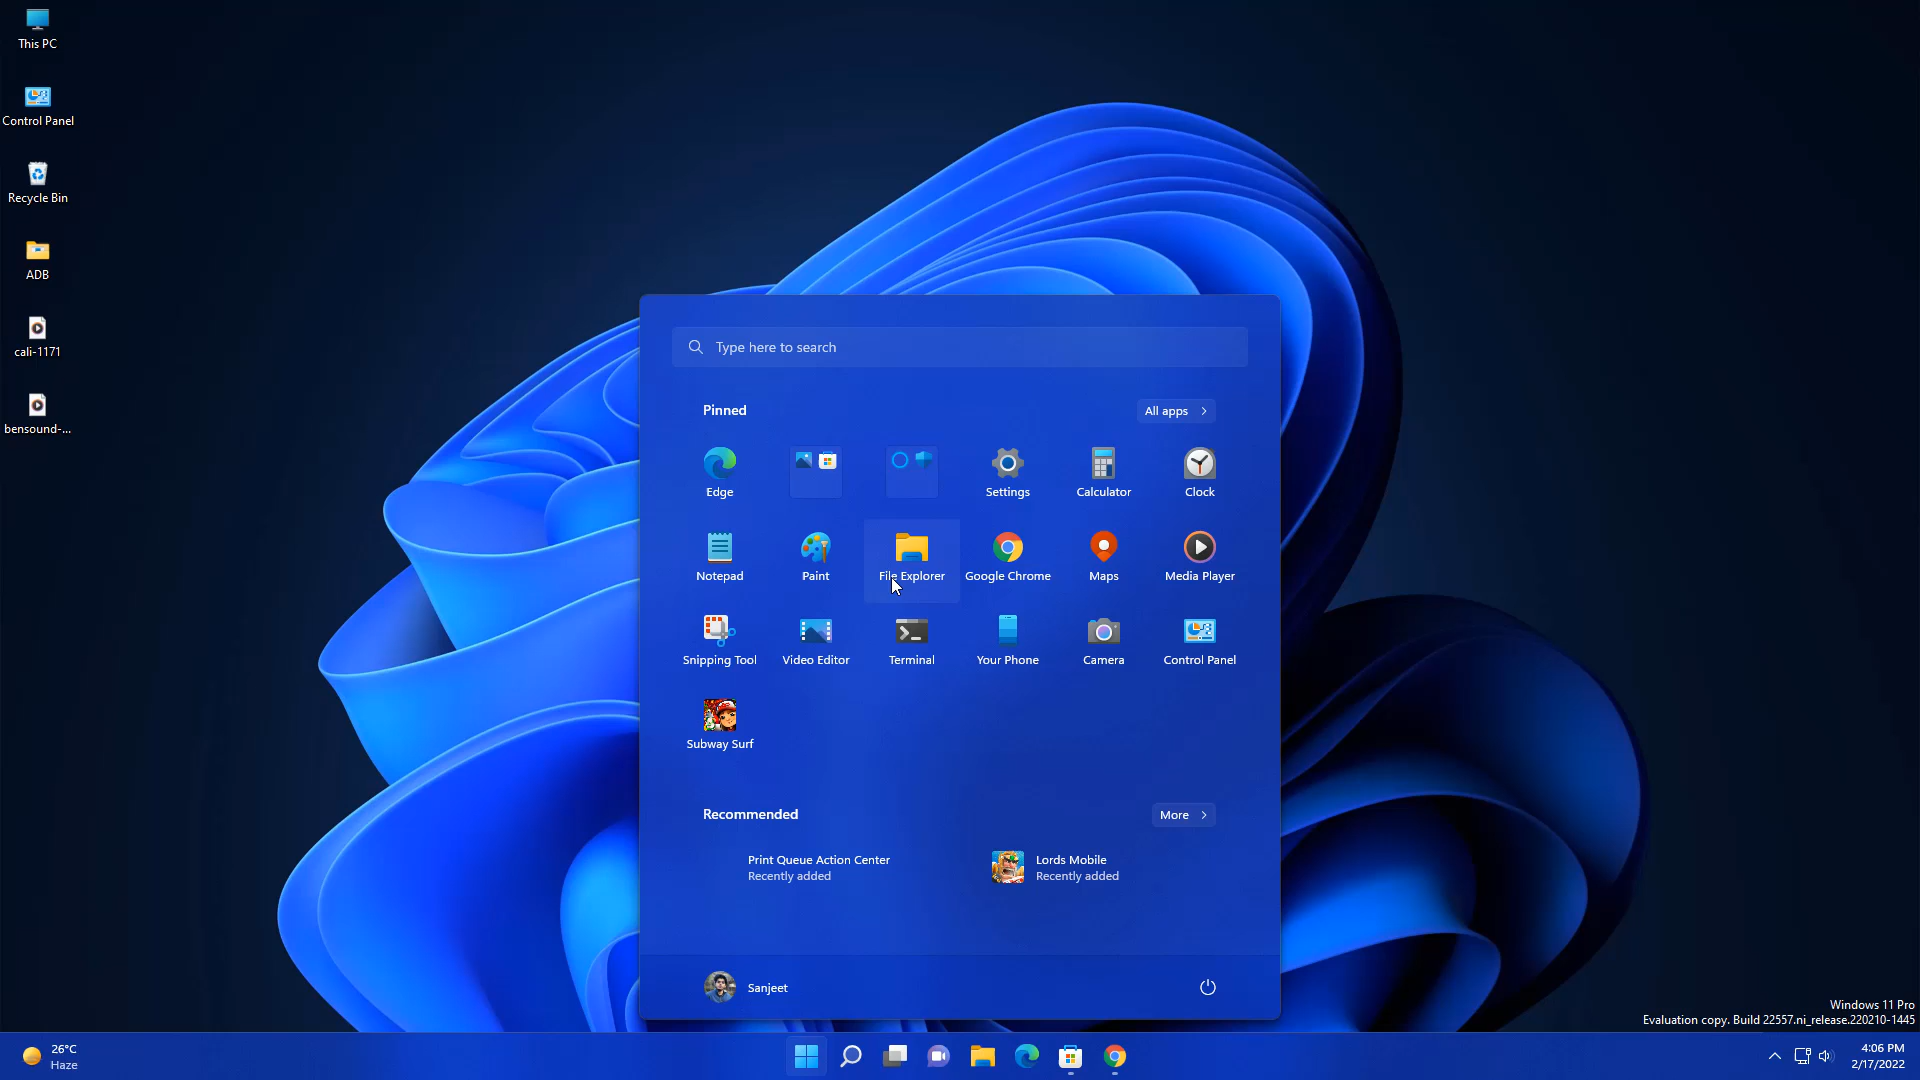 This PC
Control Panel
Recycle Bin
ADB
cali-1171
bensound-...
Type here to search
Pinned
All apps
Edge
Settings
Calculator
Clock
Notepad
Paint
File Explorer
Google Chrome
Maps
Media Player
Snipping Tool
Video Editor
Terminal
Your Phone
Camera
Control Panel
Subway Surf
Recommended
More
Print Queue Action Center
Recently added
Lords Mobile
Recently added
Sanjeet
Windows 11 Pro
Evaluation copy. Build 22557.ni_release.220210-1445
26°C
Haze
4:06 PM
2/17/2022